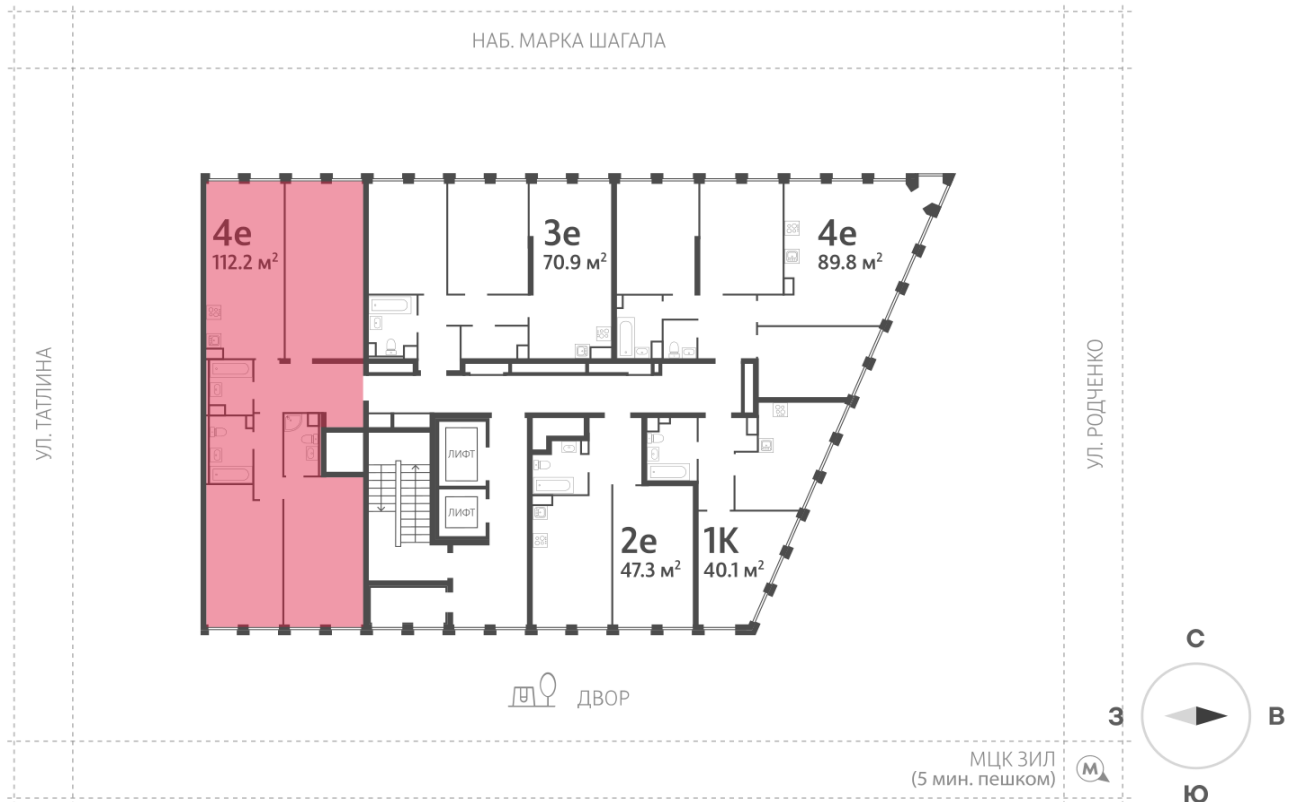 НАБ. МАРКА ШАГАЛА
УЛ. ТАТЛИНА
4е
112.2 м²
3е
70.9 м²
4е
89.8 м²
УЛ. РОДЧЕНКО
ЛИФТ
ЛИФТ
2е
47.3 м²
1К
40.1 м²
ДВОР
МЦК ЗИЛ
(5 мин. пешком)
М
С
З
В
Ю